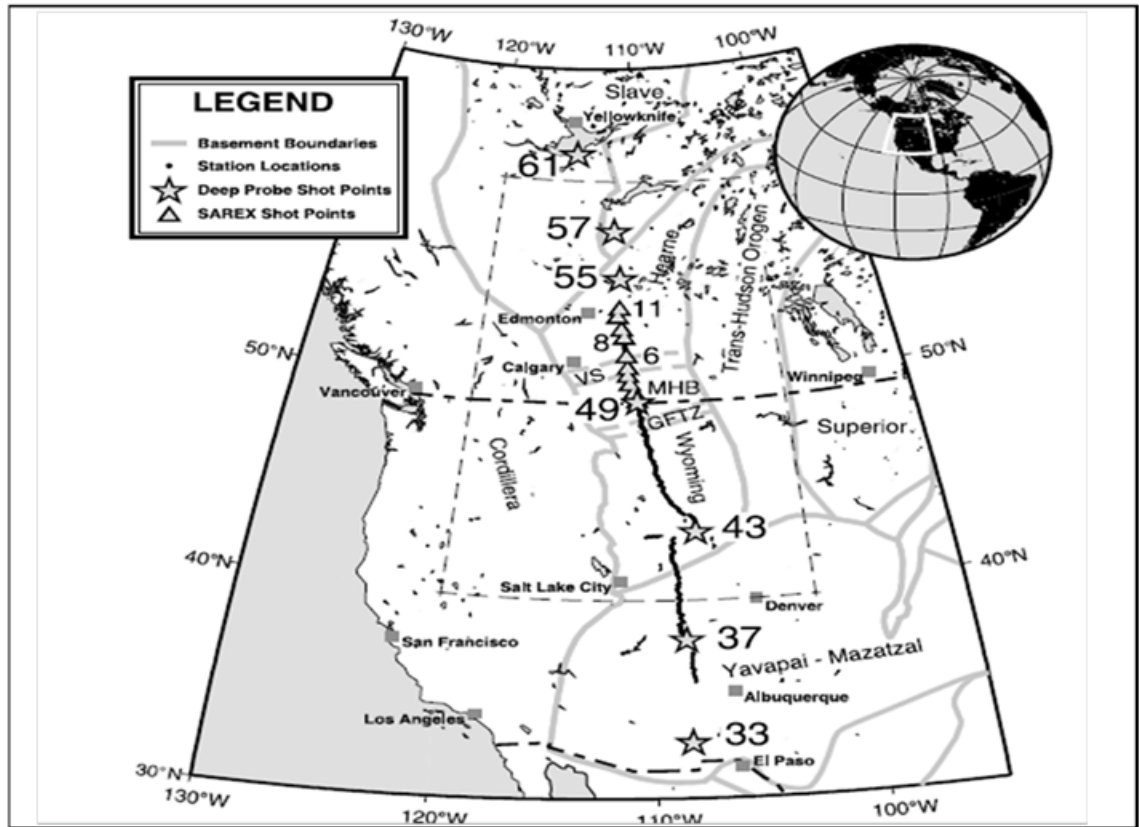 130°W
120°W
110°W
100°W
LEGEND
Basement Boundaries
Station Locations
Deep Probe Shot Points
SAREX Shot Points
Slave
Yellowknife
61
57
Hearne
Trans-Hudson Orogen
55
11
Edmonton
8
6
50°N
50°N
Calgary
VS
MHB
Winnipeg
Vancouver
49
GFTZ
Superior
Cordillera
Wyoming
43
40°N
40°N
Salt Lake City
Denver
San Francisco
37
Yavapai - Mazatzal
Albuquerque
Los Angeles
33
El Paso
30°N
130°W
120°W
110°W
100°W